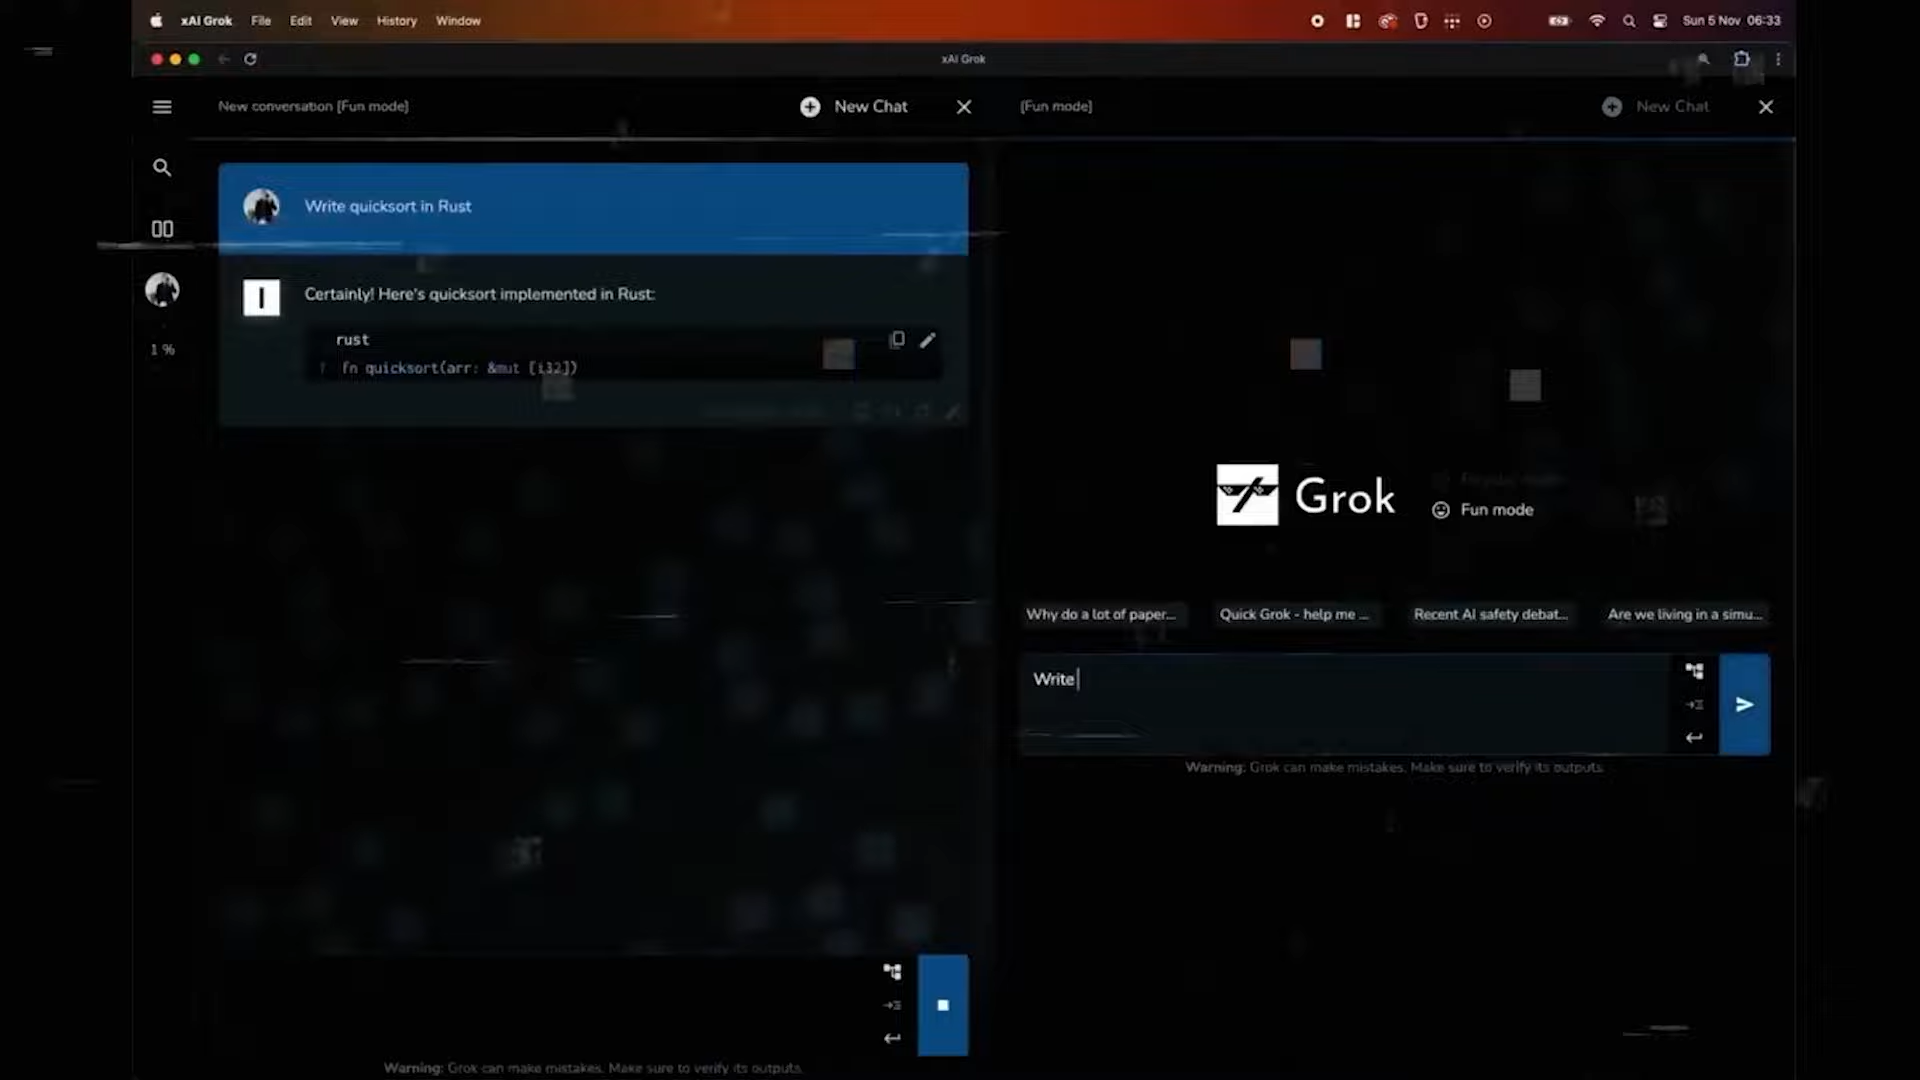 xAI Grok File Edit View History Window
Sun 5 Nov 06:33
xAI Grok
New conversation [Fun mode]
New Chat
Write quicksort in Rust
Certainly! Here's quicksort implemented in Rust:
rust
1 fn quicksort(arr: &mut [i32])
1 %
Warning: Grok can make mistakes. Make sure to verify its outputs.
[Fun mode]
New Chat
Grok
Fun mode
Why do a lot of paper...
Quick Grok - help me ...
Recent AI safety debat...
Are we living in a simu...
Write
Warning: Grok can make mistakes. Make sure to verify its outputs.